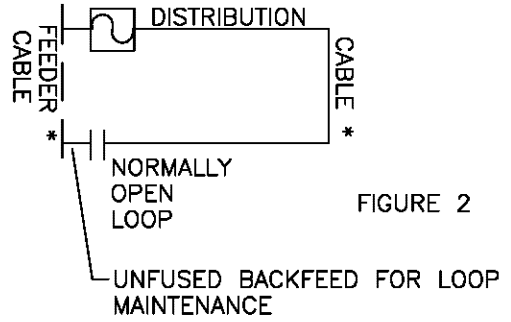 DISTRIBUTION
FEEDER
CABLE *
CABLE *
NORMALLY
OPEN
LOOP
FIGURE 2
UNFUSED BACKFEED FOR LOOP
MAINTENANCE